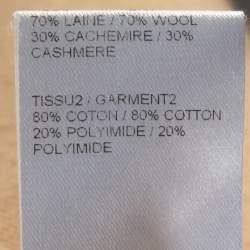 70% LAINE / 70% WOOL
30% CACHEMIRE / 30%
CASHMERE
TISSU2 / GARMENT2
80% COTON / 80% COTTON
20% POLYIMIDE / 20%
POLYIMIDE